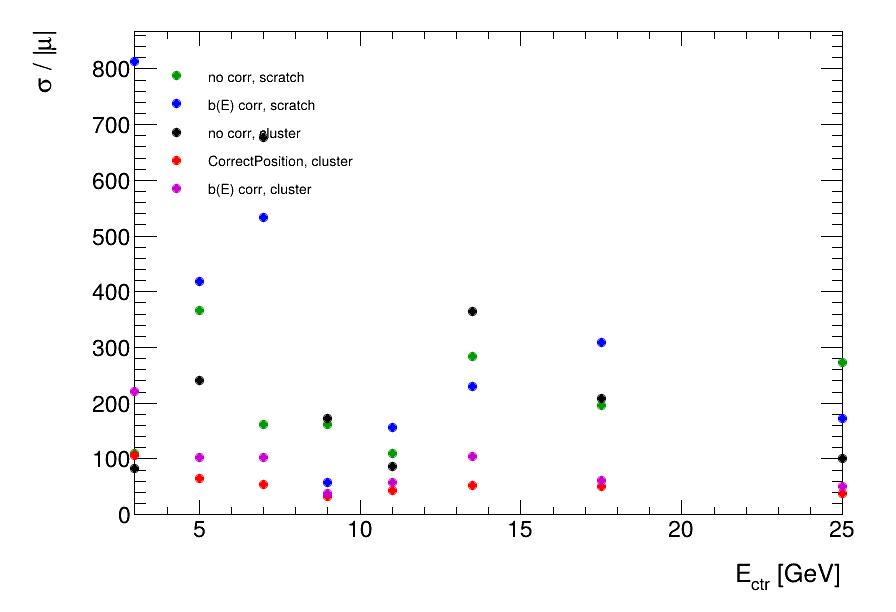 σ / |μ|
800
700
600
500
400
300
200
100
0
no corr, scratch
b(E) corr, scratch
no corr, cluster
CorrectPosition, cluster
b(E) corr, cluster
5 10 15 20 25
E_ctr [GeV]